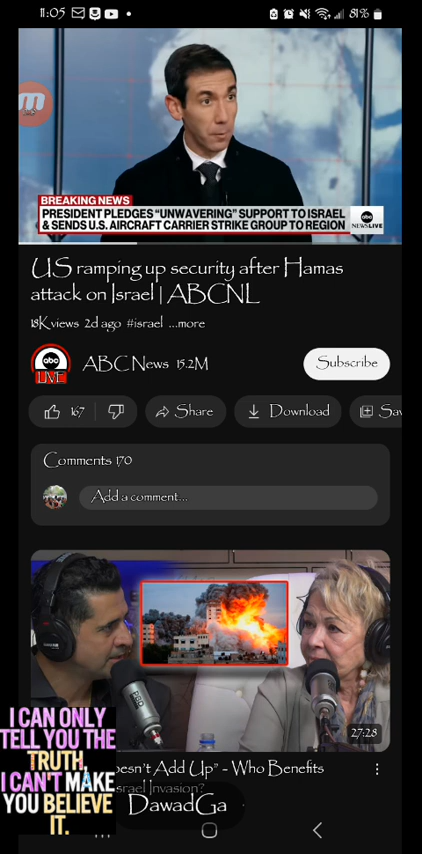 11:05
81%
BREAKING NEWS
PRESIDENT PLEDGES "UNWAVERING" SUPPORT TO ISRAEL
& SENDS U.S. AIRCRAFT CARRIER STRIKE GROUP TO REGION
abc
NEWS LIVE
US ramping up security after Hamas
attack on Israel | ABCNL
18K views 2d ago #israel ...more
abc
LIVE
ABC News 15.2M
Subscribe
167
Share
Download
Sav
Comments 170
Add a comment...
27:28
I CAN ONLY
TELL YOU THE
TRUTH,
I CAN'T MAKE
YOU BELIEVE
IT.
oesn't Add Up" - Who Benefits
srael Invasion?
DawadGa